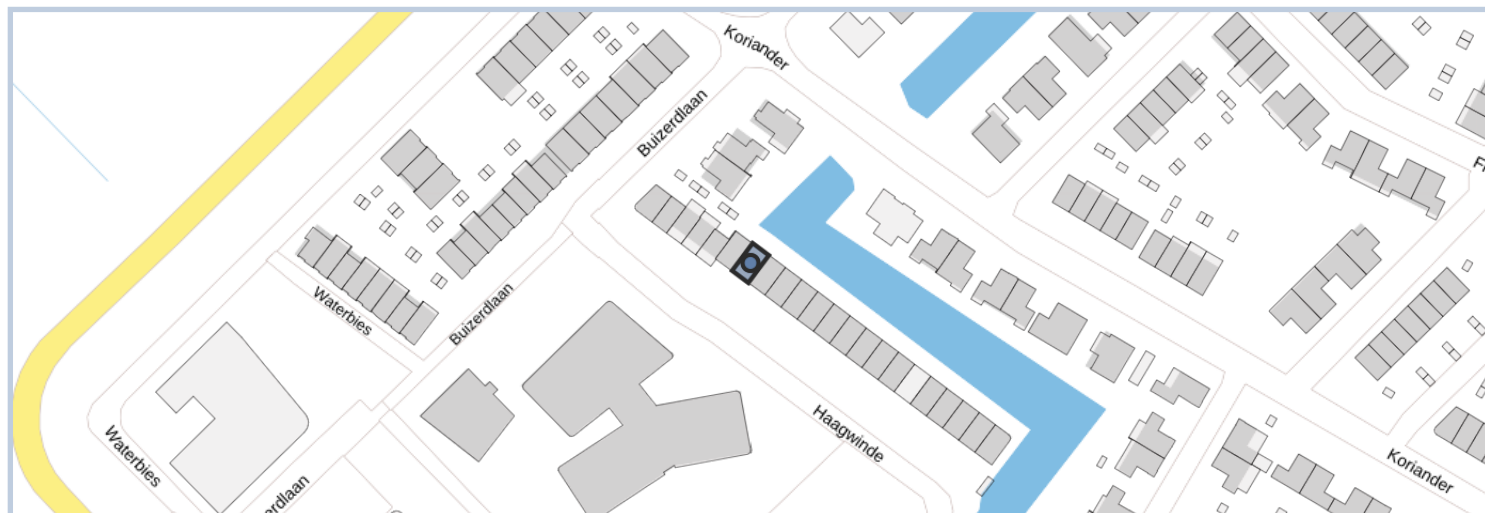 Koriander
Buizerdlaan
Waterbies
Buizerdlaan
Haagwinde
Waterbies
Koriander